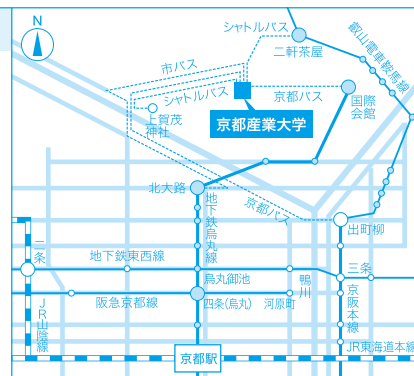 N
シャトルバス
二軒茶屋
叡山電車鞍馬線
市バス
シャトルバス
京都バス
国際
会館
上賀茂
神社
京都産業大学
北大路
地下鉄烏丸線
京都バス
出町柳
二条
地下鉄東西線
烏丸御池
鴨川
三条
JR山陰線
阪急京都線
四条(烏丸)
河原町
京阪本線
京都駅
JR東海道本線